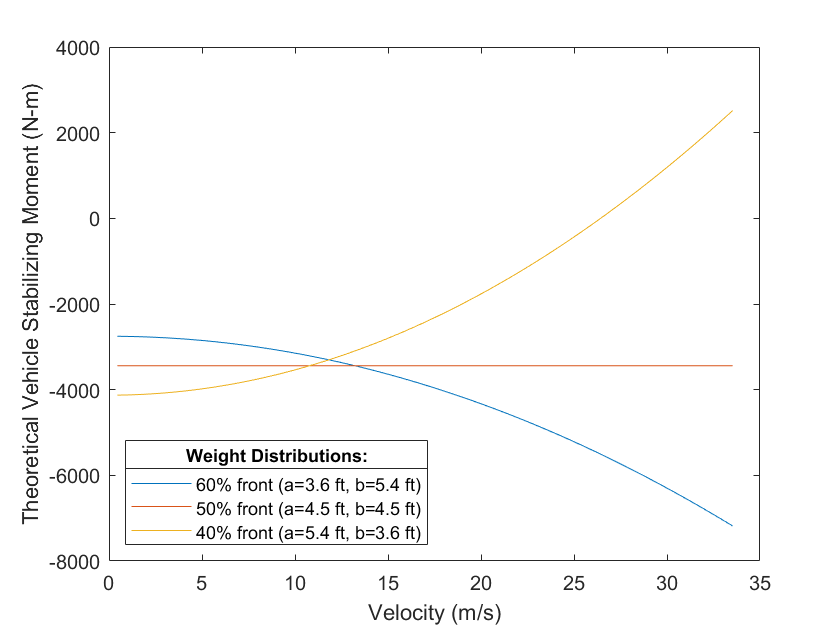 4000
2000
0
-2000
-4000
-6000
-8000
Theoretical Vehicle Stabilizing Moment (N-m)
Weight Distributions:
60% front (a=3.6 ft, b=5.4 ft)
50% front (a=4.5 ft, b=4.5 ft)
40% front (a=5.4 ft, b=3.6 ft)
0 5 10 15 20 25 30 35
Velocity (m/s)